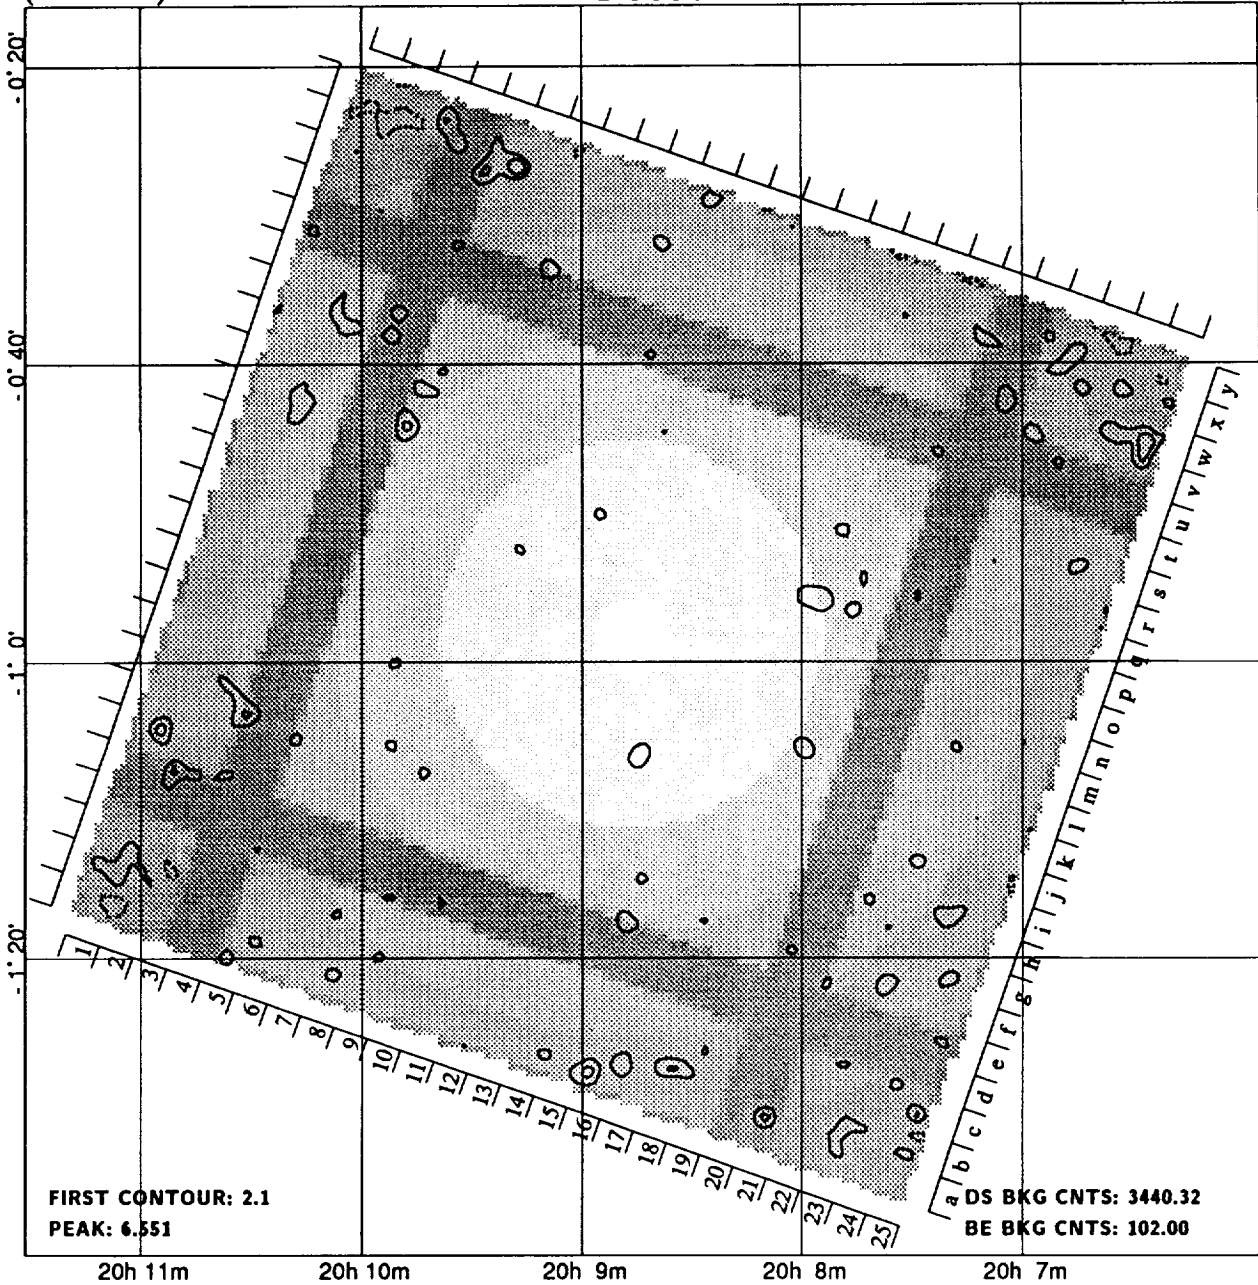 -0° 20'
-0° 40'
-1° 0'
-1° 20'
y
x
w
v
u
t
s
r
q
p
o
n
m
l
k
j
i
h
g
f
e
d
c
b
a
1 2 3 4 5 6 7 8 9 10 11 12 13 14 15 16 17 18 19 20 21 22 23 24 25
FIRST CONTOUR: 2.1
PEAK: 6.551
DS BKG CNTS: 3440.32
BE BKG CNTS: 102.00
20h 11m 20h 10m 20h 9m 20h 8m 20h 7m